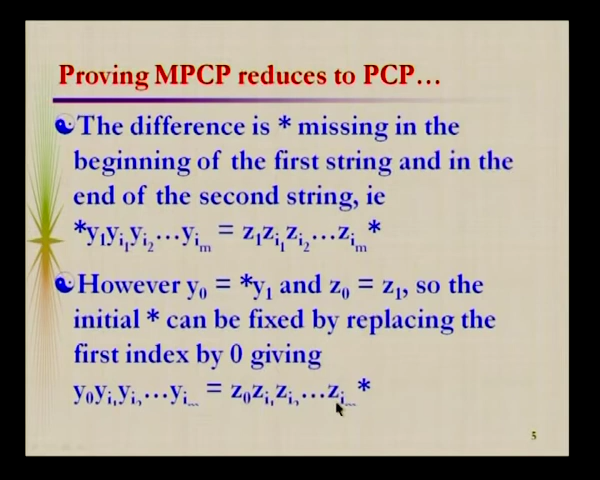 Proving MPCP reduces to PCP...
The difference is * missing in the
beginning of the first string and in the
end of the second string, ie
*y₁yᵢ₁yᵢ₂...yᵢₘ = z₁zᵢ₁zᵢ₂...zᵢₘ*
However y₀ = *y₁ and z₀ = z₁, so the
initial * can be fixed by replacing the
first index by 0 giving
y₀yᵢ₁yᵢ₂...yᵢₘ = z₀zᵢ₁zᵢ₂...zᵢₘ*
5